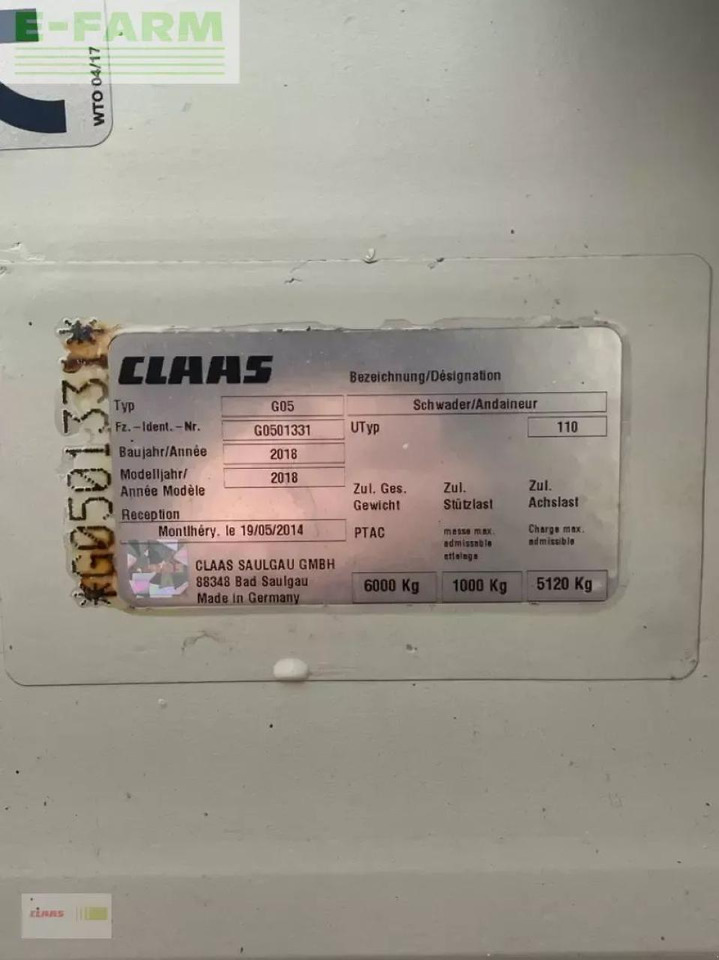 E-FARM
WTO 04/17
*G0501331*
CLAAS
Bezeichnung/Désignation
Typ G05 Schwader/Andaineur
Fz.-Ident.-Nr. G0501331 UTyp 110
Baujahr/Année 2018
Modelljahr/ 2018
Année Modèle
Zul. Ges. Zul. Zul.
Gewicht Stützlast Achslast
Reception
Montlhéry. le 19/05/2014
PTAC masse max. Charge max.
admissable admissible
attelage
CLAAS SAULGAU GMBH
88348 Bad Saulgau
Made in Germany
6000 Kg 1000 Kg 5120 Kg
CLAAS